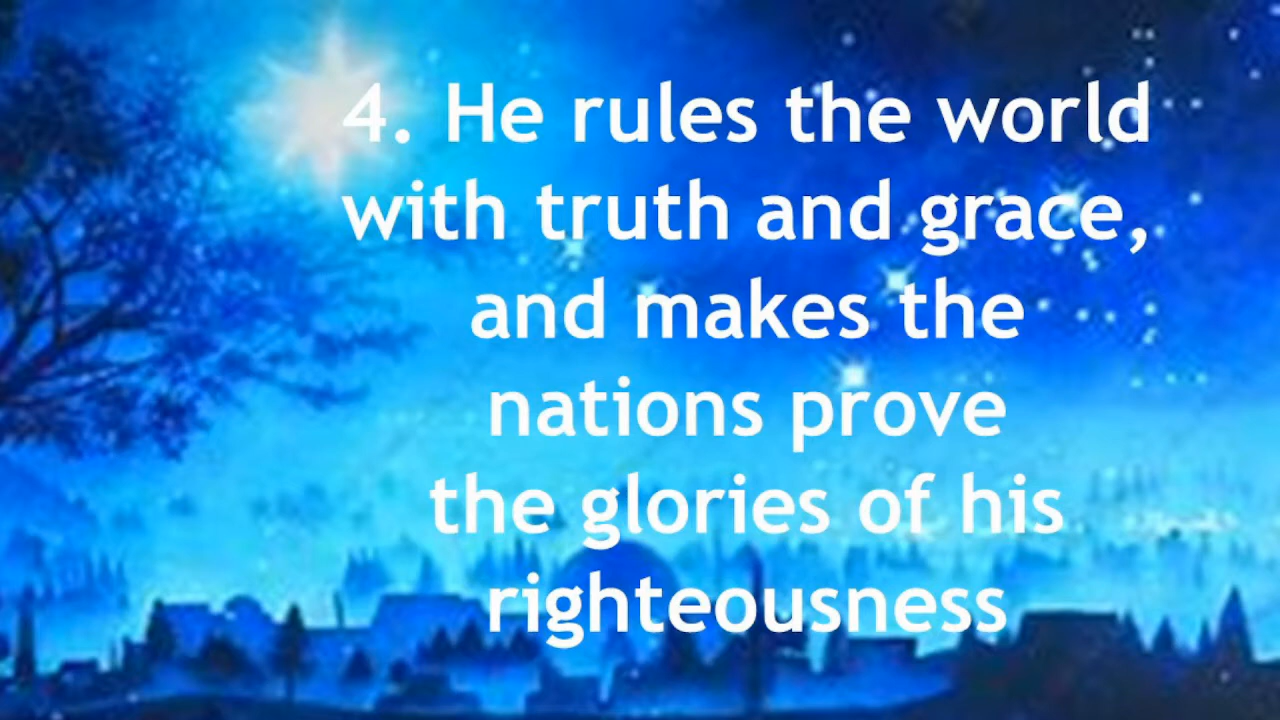 4. He rules the world
with truth and grace,
and makes the
nations prove
the glories of his
righteousness